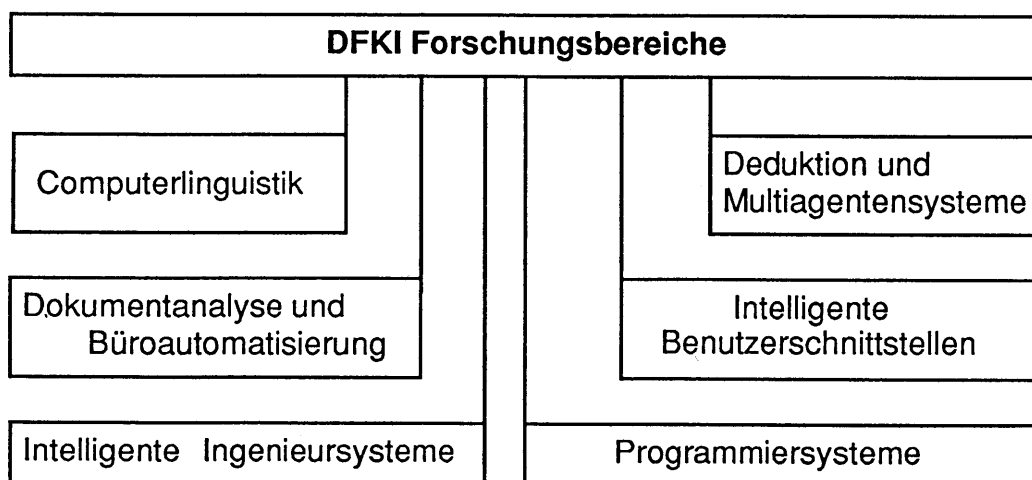 DFKI Forschungsbereiche
Computerlinguistik
Deduktion und
Multiagentensysteme
Dokumentanalyse und
Büroautomatisierung
Intelligente
Benutzerschnittstellen
Intelligente Ingenieursysteme
Programmiersysteme